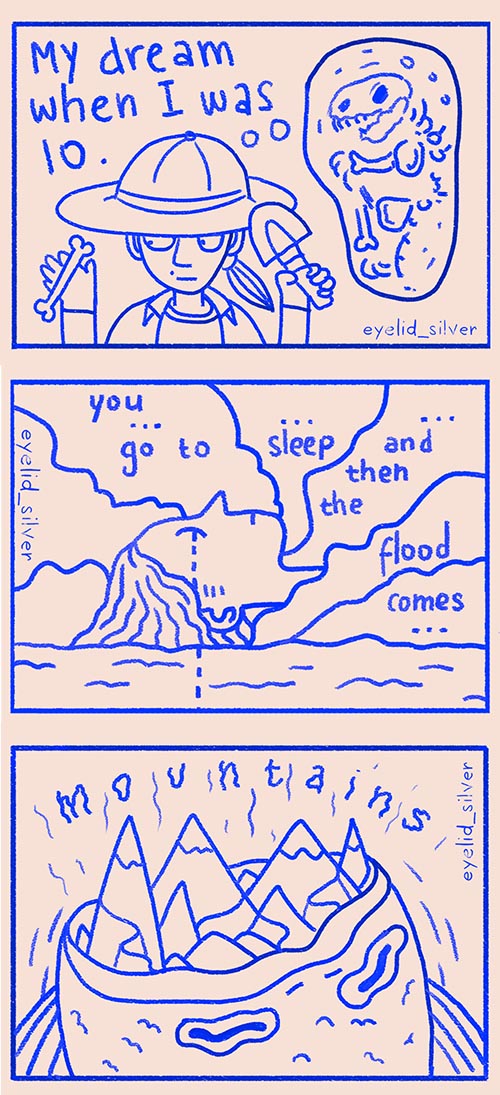 My dream
when I was
10.
eyelid_silver
you
...
go to
sleep
...
and
then
the
flood
comes
...
eyelid_silver
mountains
eyelid_silver